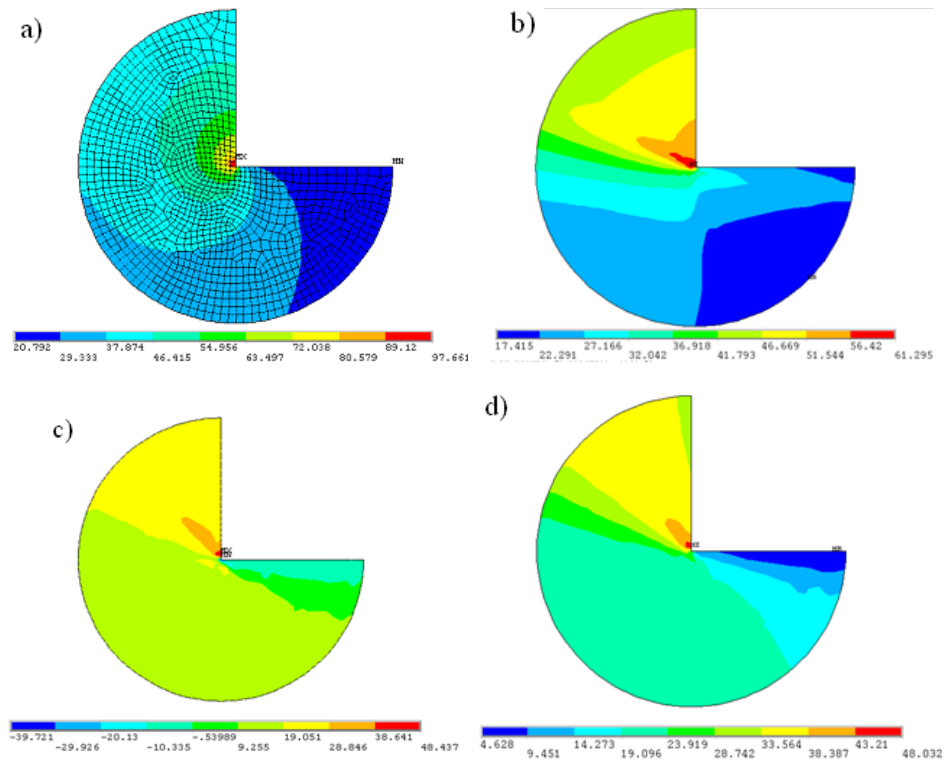 a)
b)
MX
MN
20.792 37.874 54.956 72.038 89.12
29.333 46.415 63.497 80.579 97.661
17.415 27.166 36.918 46.669 56.42
22.291 32.042 41.793 51.544 61.295
c)
d)
MX
MN
-39.721 -20.13 -.53989 19.051 38.641
-29.926 -10.335 9.255 28.846 48.437
4.628 14.273 23.919 33.564 43.21
9.451 19.096 28.742 38.387 48.032